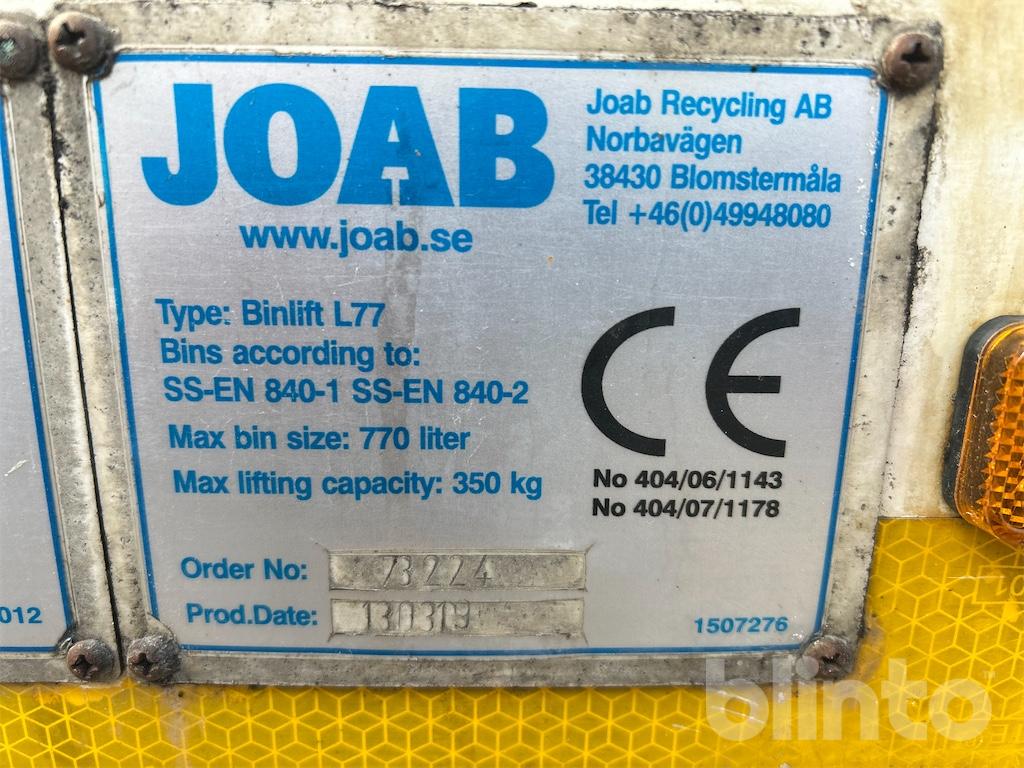 JOAB
www.joab.se
Joab Recycling AB
Norbavägen
38430 Blomstermåla
Tel +46(0)49948080
Type: Binlift L77
Bins according to:
SS-EN 840-1 SS-EN 840-2
Max bin size: 770 liter
Max lifting capacity: 350 kg
CE
No 404/06/1143
No 404/07/1178
Order No: 73224
Prod.Date: 130319
1507276
012
blinto